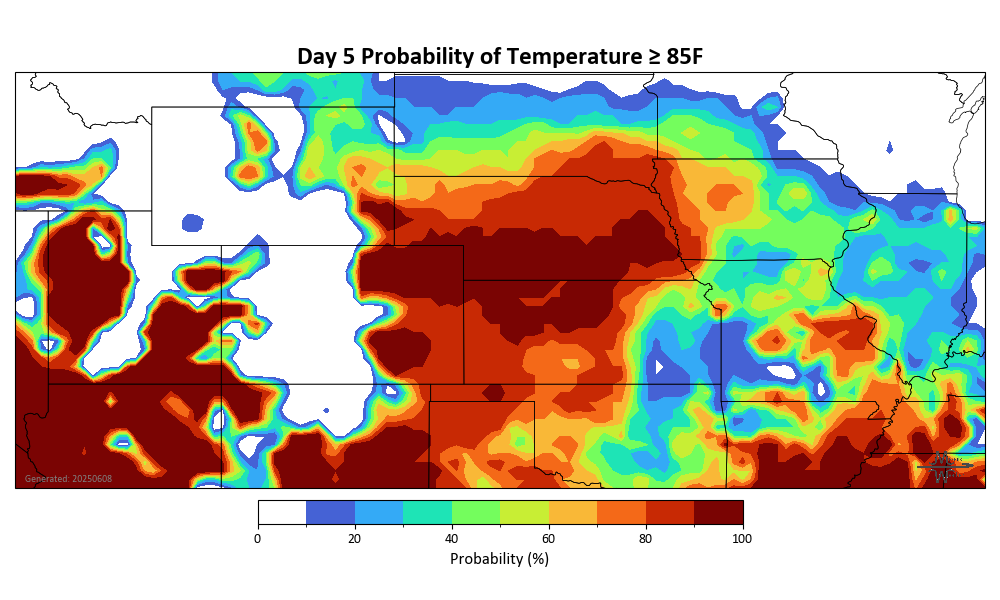 Day 5 Probability of Temperature ≥ 85F
Generated: 20250608
0 20 40 60 80 100
Probability (%)